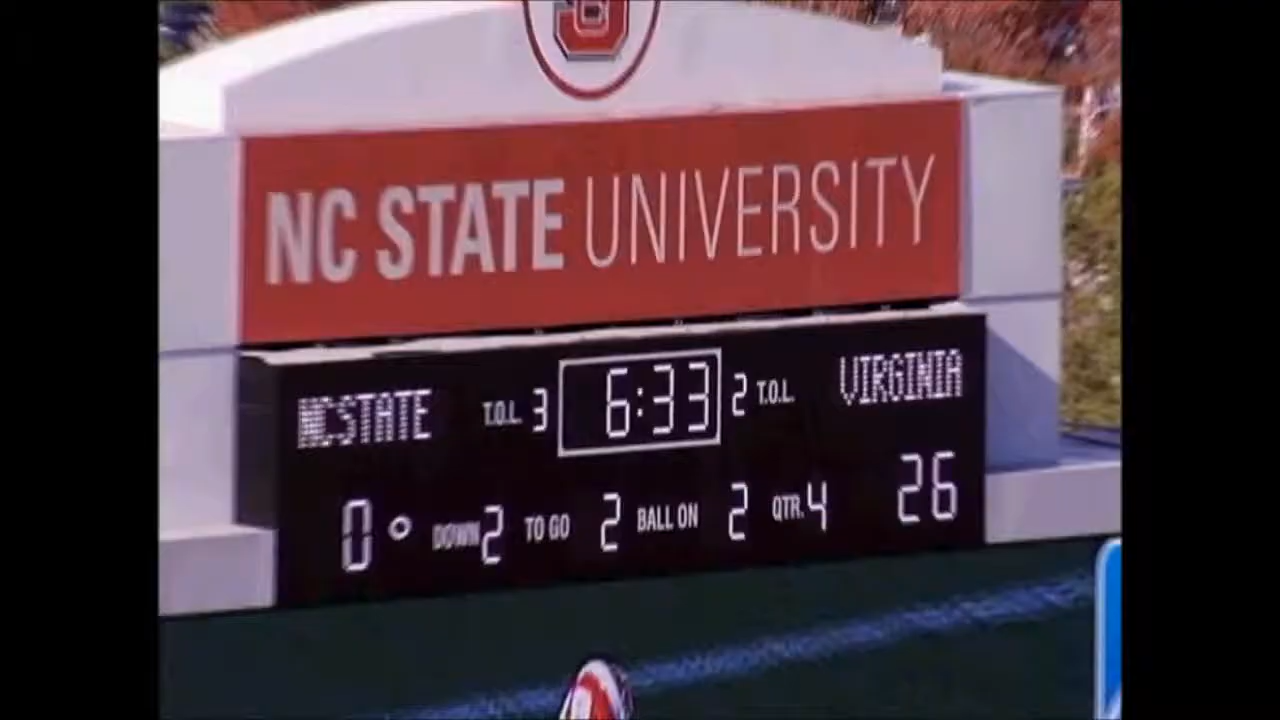 S
NC STATE UNIVERSITY
NCSTATE T.O.L. 3 6:33 2 T.O.L. VIRGINIA
0 DOWN 2 TO GO 2 BALL ON 2 QTR. 4 26